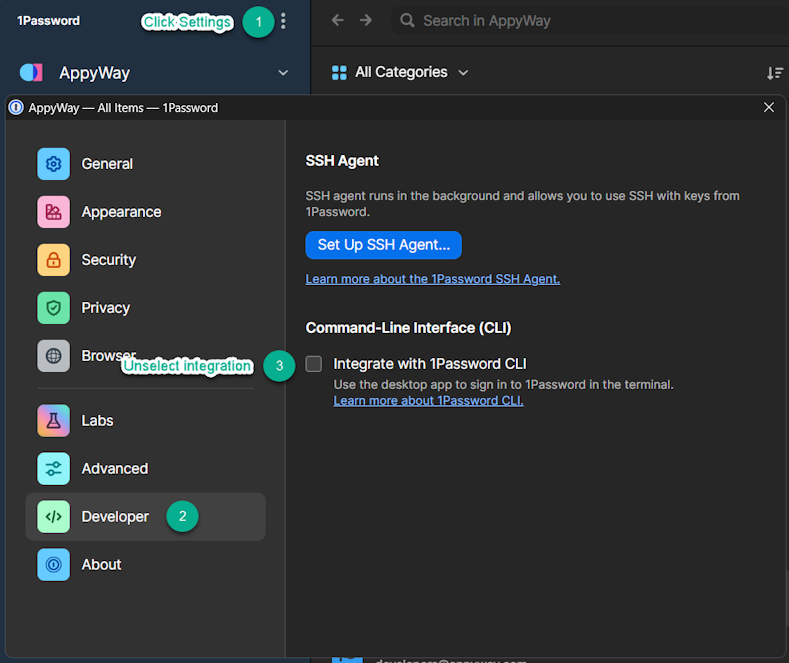 1Password
Click Settings
1
Search in AppyWay
AppyWay
All Categories
AppyWay — All Items — 1Password
General
Appearance
Security
Privacy
Browser
Unselect integration
3
Labs
Advanced
Developer
2
About
SSH Agent
SSH agent runs in the background and allows you to use SSH with keys from
1Password.
Set Up SSH Agent...
Learn more about the 1Password SSH Agent.
Command-Line Interface (CLI)
Integrate with 1Password CLI
Use the desktop app to sign in to 1Password in the terminal.
Learn more about 1Password CLI.